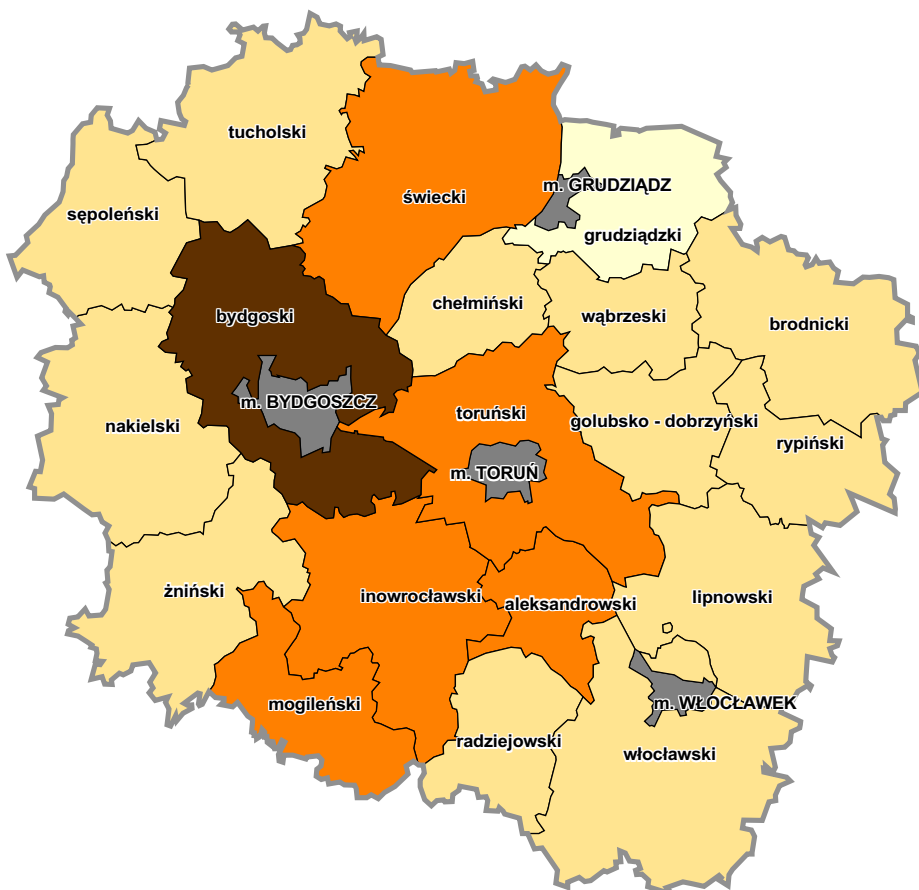 tucholski
m. GRUDZIĄDZ
świecki
sępoleński
grudziądzki
chełmiński
bydgoski
wąbrzeski
brodnicki
m. BYDGOSZCZ
toruński
golubsko - dobrzyński
nakielski
rypiński
m. TORUŃ
żniński
inowrocławski
aleksandrowski
lipnowski
mogileński
m. WŁOCŁAWEK
radziejowski
włocławski